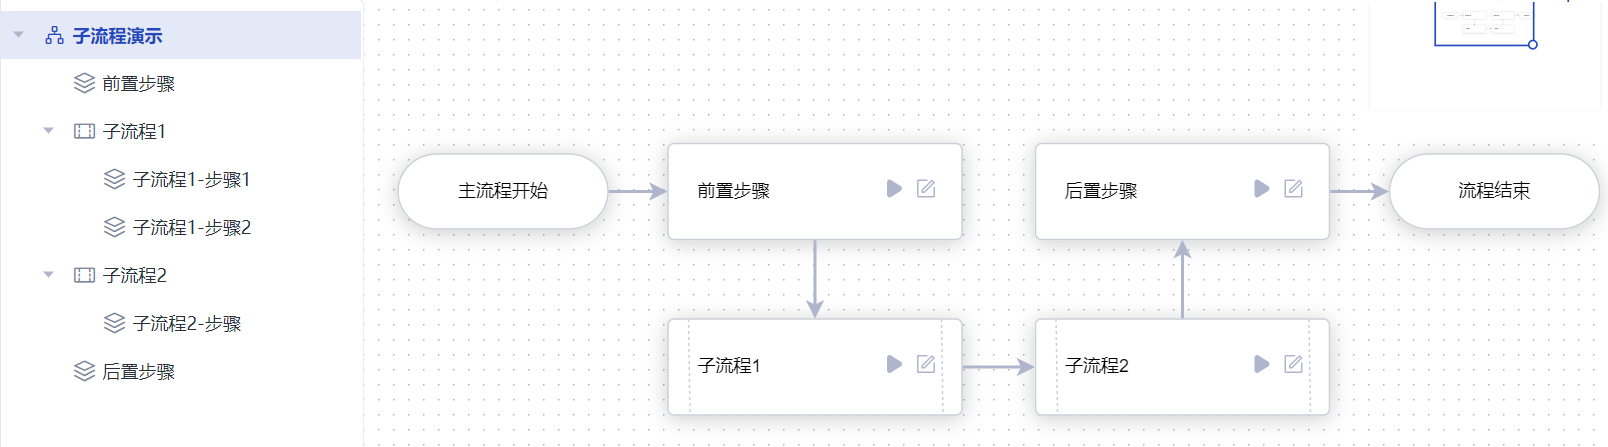 子流程演示
前置步骤
子流程1
子流程1-步骤1
子流程1-步骤2
子流程2
子流程2-步骤
后置步骤
主流程开始
前置步骤
后置步骤
流程结束
子流程1
子流程2